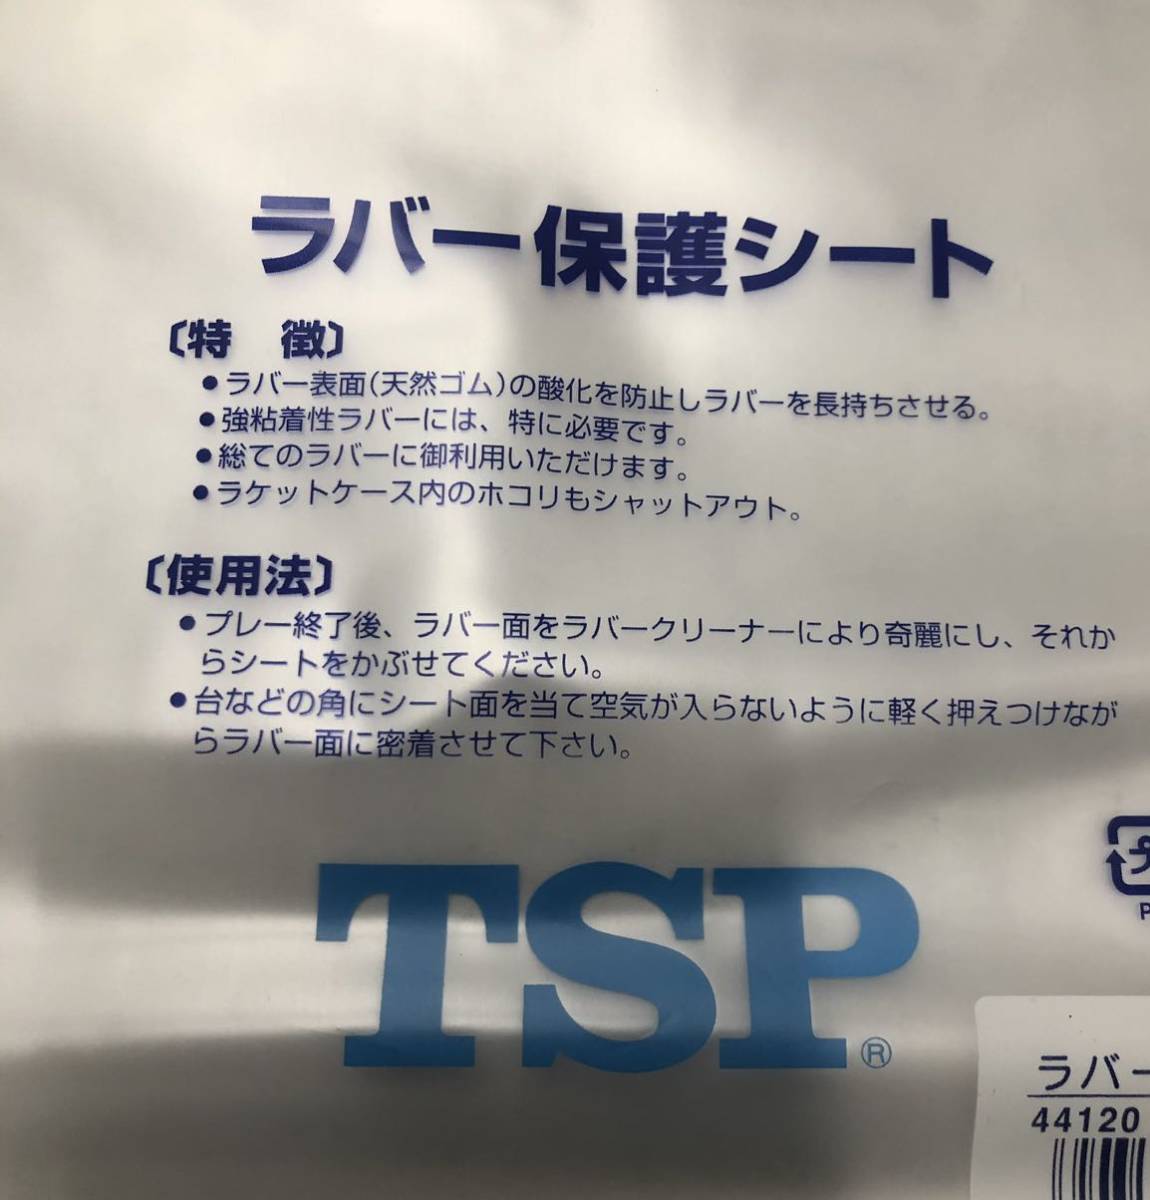 ラバー保護シート
〔特　徴〕
●ラバー表面(天然ゴム)の酸化を防止しラバーを長持ちさせる。
●強粘着性ラバーには、特に必要です。
●総てのラバーに御利用いただけます。
●ラケットケース内のホコリもシャットアウト。
〔使用法〕
●プレー終了後、ラバー面をラバークリーナーにより奇麗にし、それか
らシートをかぶせてください。
●台などの角にシート面を当て空気が入らないように軽く押えつけなが
らラバー面に密着させて下さい。
プ
P
TSP®
ラバー
44120